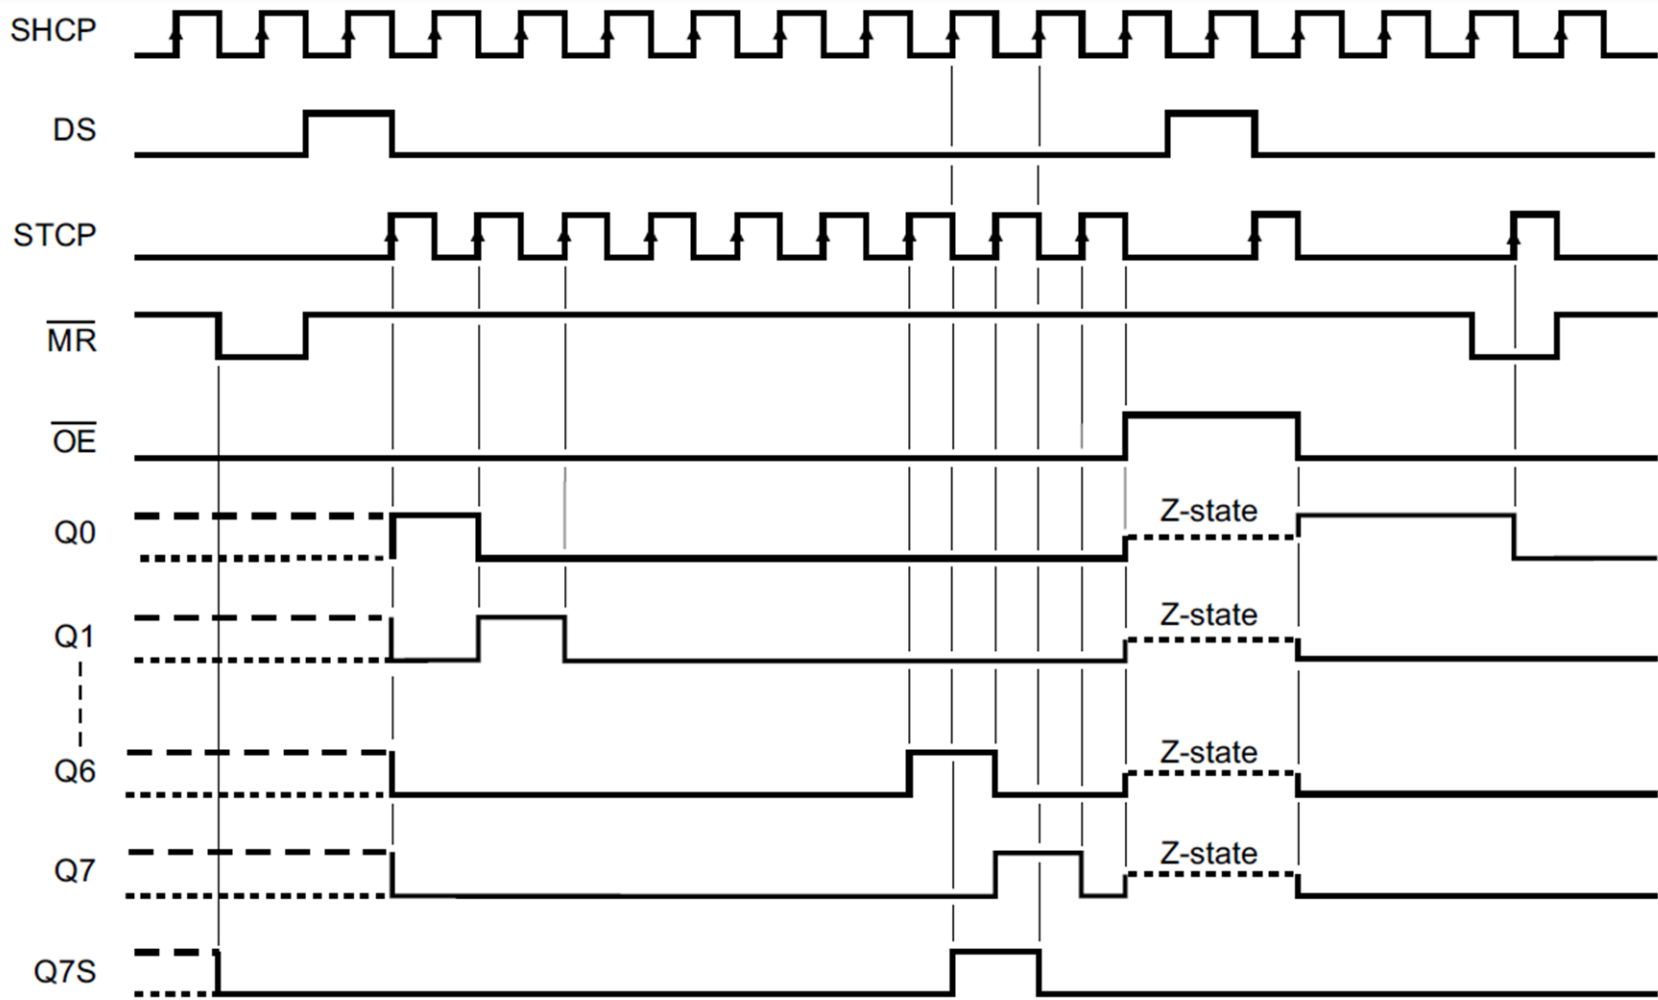 SHCP
DS
STCP
MR
OE
Q0
Z-state
Q1
Z-state
Q6
Z-state
Q7
Z-state
Q7S